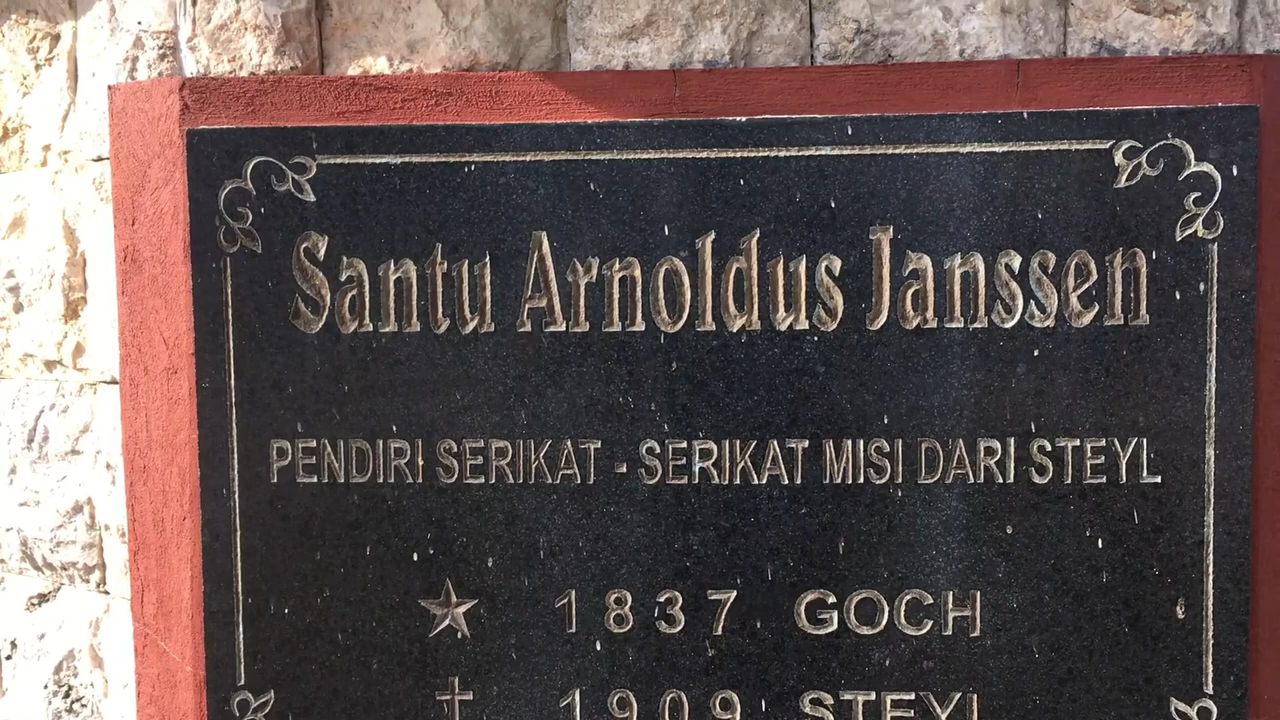 Santu Arnoldus Janssen
PENDIRI SERIKAT - SERIKAT MISI DARI STEYL
1837 GOCH
1909 STEYL